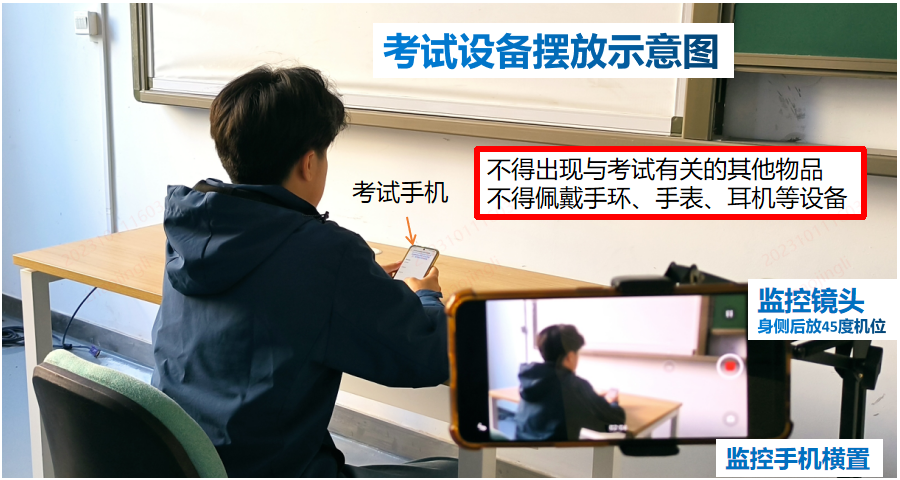 考试设备摆放示意图
不得出现与考试有关的其他物品
不得佩戴手环、手表、耳机等设备
考试手机
监控镜头
身侧后放45度机位
02:04
监控手机横置